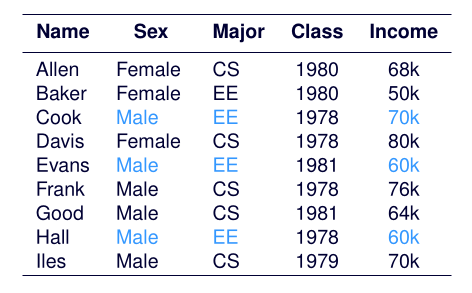 Name Sex Major Class Income
Allen Female CS 1980 68k
Baker Female EE 1980 50k
Cook Male EE 1978 70k
Davis Female CS 1978 80k
Evans Male EE 1981 60k
Frank Male CS 1978 76k
Good Male CS 1981 64k
Hall Male EE 1978 60k
Iles Male CS 1979 70k